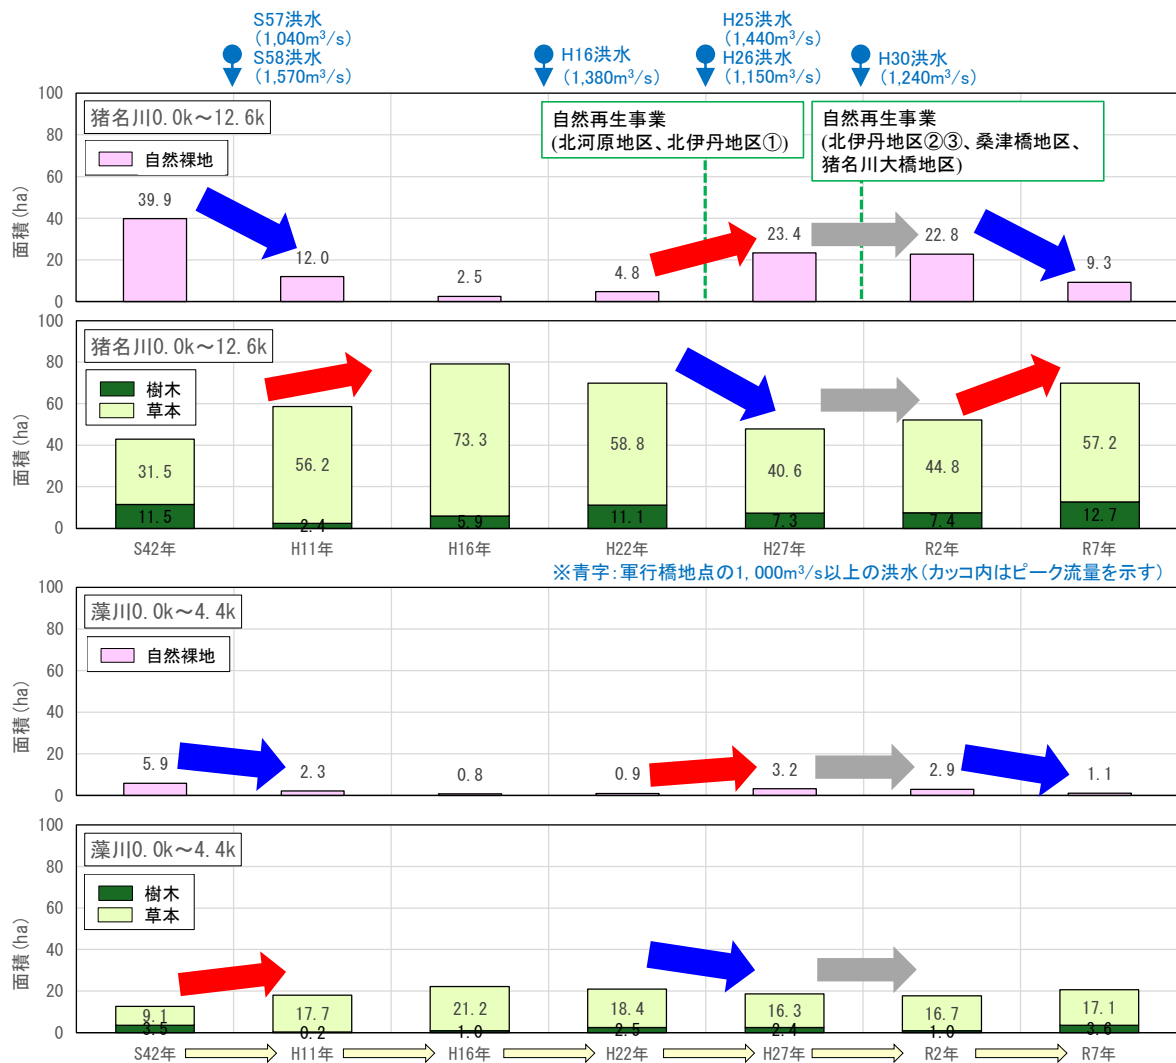 S57洪水
(1,040m³/s)
S58洪水
(1,570m³/s)
H16洪水
(1,380m³/s)
H25洪水
(1,440m³/s)
H26洪水
(1,150m³/s)
H30洪水
(1,240m³/s)
面積(ha)
100
80
60
40
20
0
猪名川0.0k～12.6k
自然裸地
自然再生事業
(北河原地区、北伊丹地区①)
自然再生事業
(北伊丹地区②③、桑津橋地区、
猪名川大橋地区)
39.9
12.0
2.5
4.8
23.4
22.8
9.3
面積(ha)
100
80
60
40
20
0
猪名川0.0k～12.6k
樹木
草本
31.5
56.2
73.3
58.8
40.6
44.8
57.2
11.5
2.4
5.9
11.1
7.3
7.4
12.7
S42年
H11年
H16年
H22年
H27年
R2年
R7年
※青字：軍行橋地点の1,000m³/s以上の洪水(カッコ内はピーク流量を示す)
面積(ha)
100
80
60
40
20
0
藻川0.0k～4.4k
自然裸地
5.9
2.3
0.8
0.9
3.2
2.9
1.1
面積(ha)
100
80
60
40
20
0
藻川0.0k～4.4k
樹木
草本
9.1
17.7
21.2
18.4
16.3
16.7
17.1
3.5
0.2
1.0
2.5
2.4
1.0
3.6
S42年
H11年
H16年
H22年
H27年
R2年
R7年